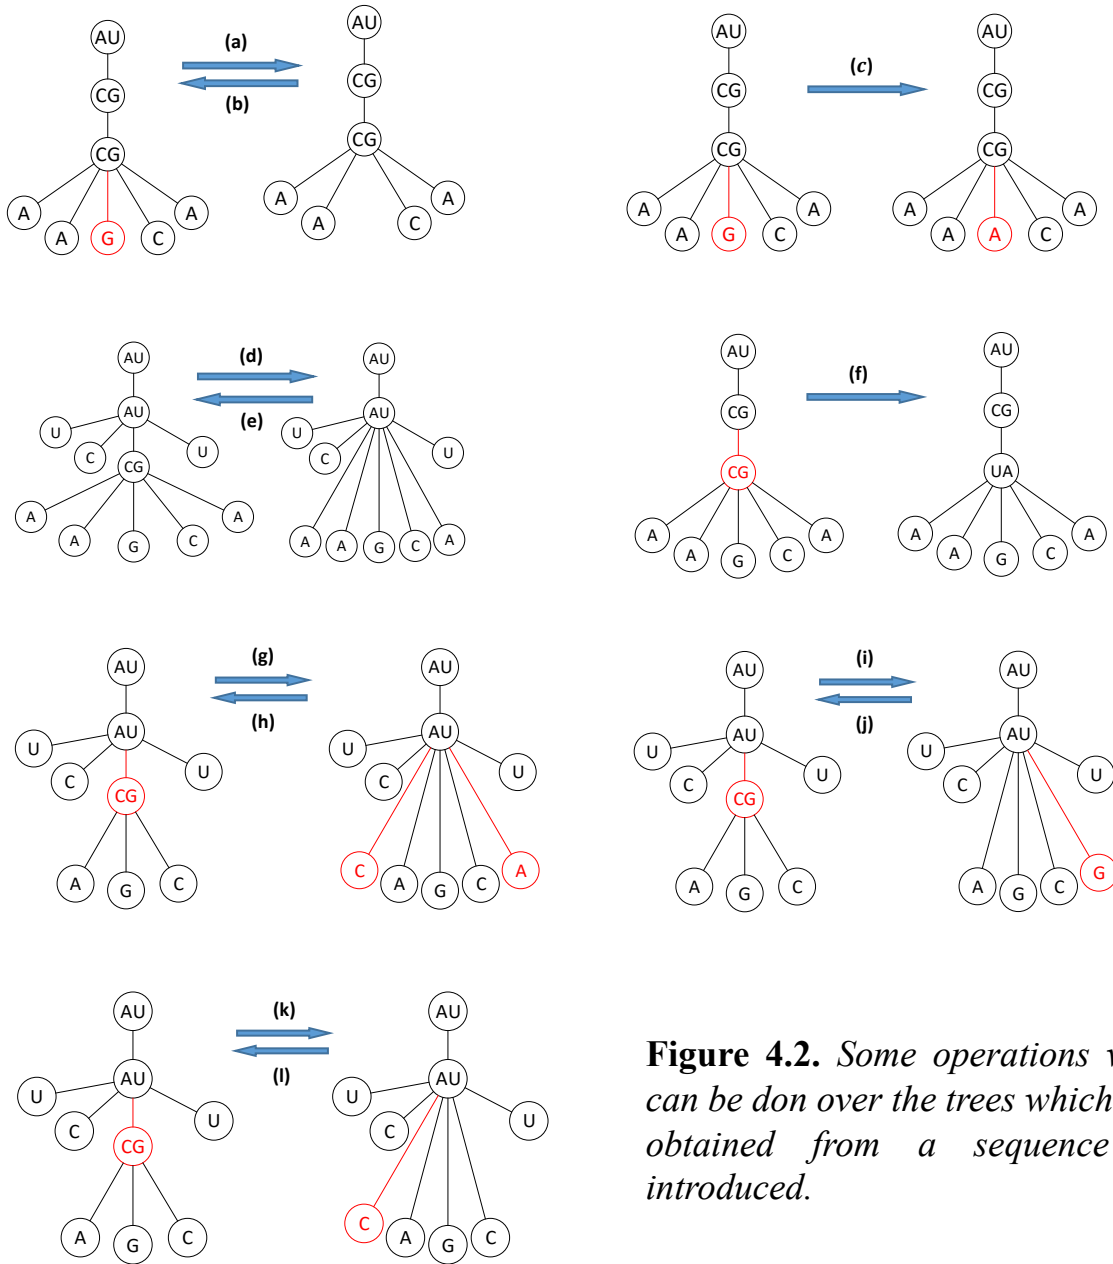 AU
CG
CG
A A G C A
(a)
(b)
AU
CG
CG
A A C A
AU
CG
CG
A A G C A
(c)
AU
CG
CG
A A A C A
AU
AU
U C U
CG
A A G C A
(d)
(e)
AU
AU
U C U
A A G C A
AU
CG
CG
A A G C A
(f)
AU
CG
UA
A A G C A
AU
AU
U C U
CG
A G C
(g)
(h)
AU
AU
U C U
C A G C A
AU
AU
U C U
CG
A G C
(i)
(j)
AU
AU
U C U
A G C G
AU
AU
U C U
CG
A G C
(k)
(l)
AU
AU
U C U
C A G C
Figure 4.2. Some operations
can be don over the trees which
obtained from a sequence
introduced.